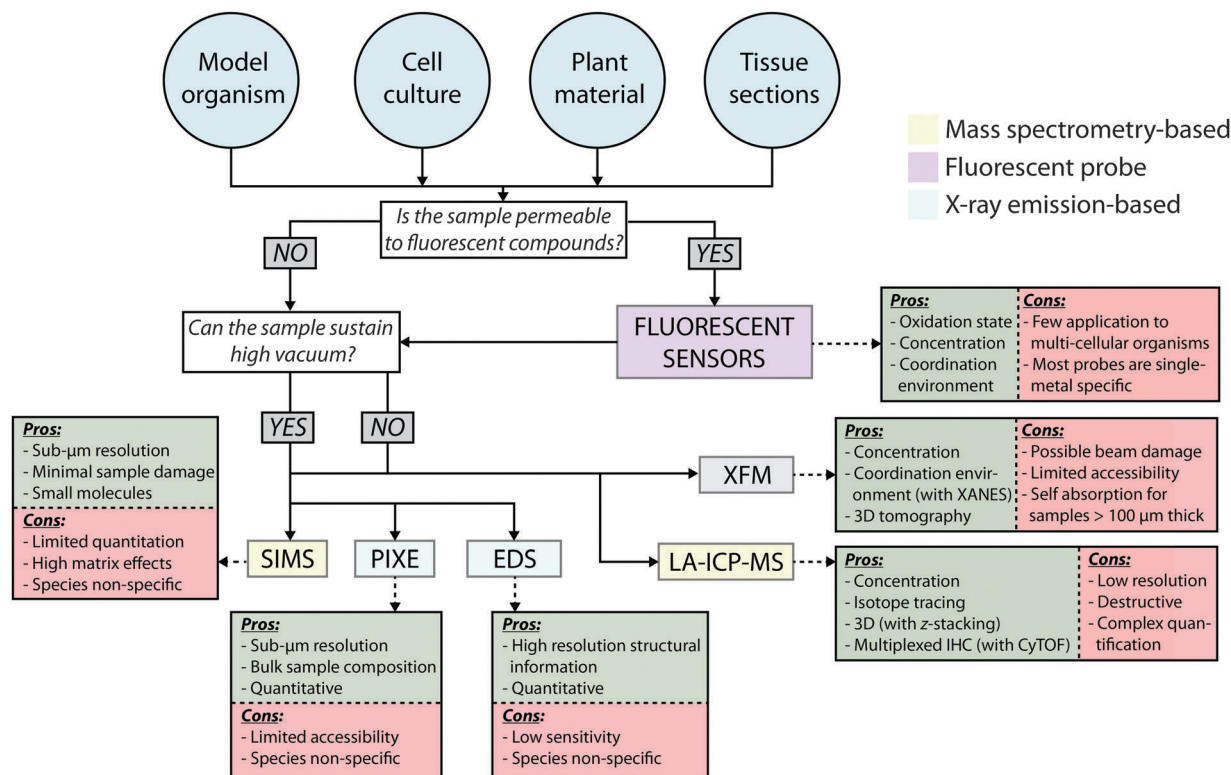 Model
organism
Cell
culture
Plant
material
Tissue
sections
Mass spectrometry-based
Fluorescent probe
X-ray emission-based
Is the sample permeable
to fluorescent compounds?
NO
YES
Can the sample sustain
high vacuum?
FLUORESCENT
SENSORS
Pros:
- Oxidation state
- Concentration
- Coordination
environment
Cons:
- Few application to
multi-cellular organisms
- Most probes are single-
metal specific
YES
NO
Pros:
- Sub-µm resolution
- Minimal sample damage
- Small molecules
Cons:
- Limited quantitation
- High matrix effects
- Species non-specific
XFM
Pros:
- Concentration
- Coordination envir-
onment (with XANES)
- 3D tomography
Cons:
- Possible beam damage
- Limited accessibility
- Self absorption for
samples > 100 µm thick
SIMS
PIXE
EDS
LA-ICP-MS
Pros:
- Concentration
- Isotope tracing
- 3D (with z-stacking)
- Multiplexed IHC (with CyTOF)
Cons:
- Low resolution
- Destructive
- Complex quan-
tification
Pros:
- Sub-µm resolution
- Bulk sample composition
- Quantitative
Cons:
- Limited accessibility
- Species non-specific
Pros:
- High resolution structural
information
- Quantitative
Cons:
- Low sensitivity
- Species non-specific